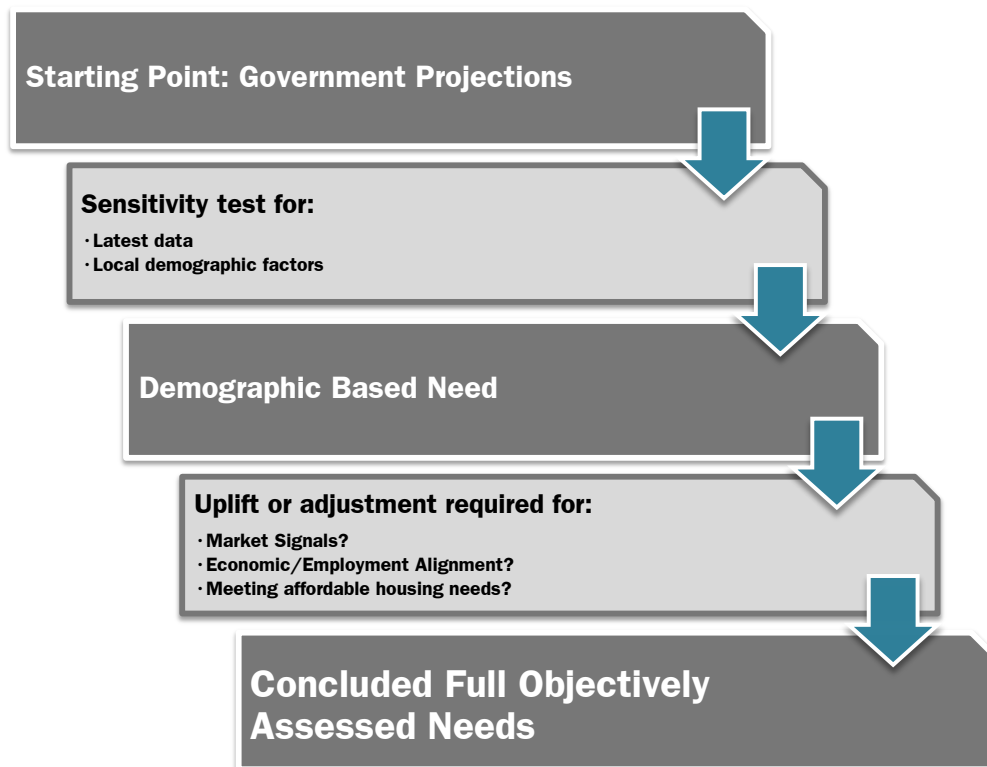 Starting Point: Government Projections
Sensitivity test for:
· Latest data
· Local demographic factors
Demographic Based Need
Uplift or adjustment required for:
· Market Signals?
· Economic/Employment Alignment?
· Meeting affordable housing needs?
Concluded Full Objectively
Assessed Needs